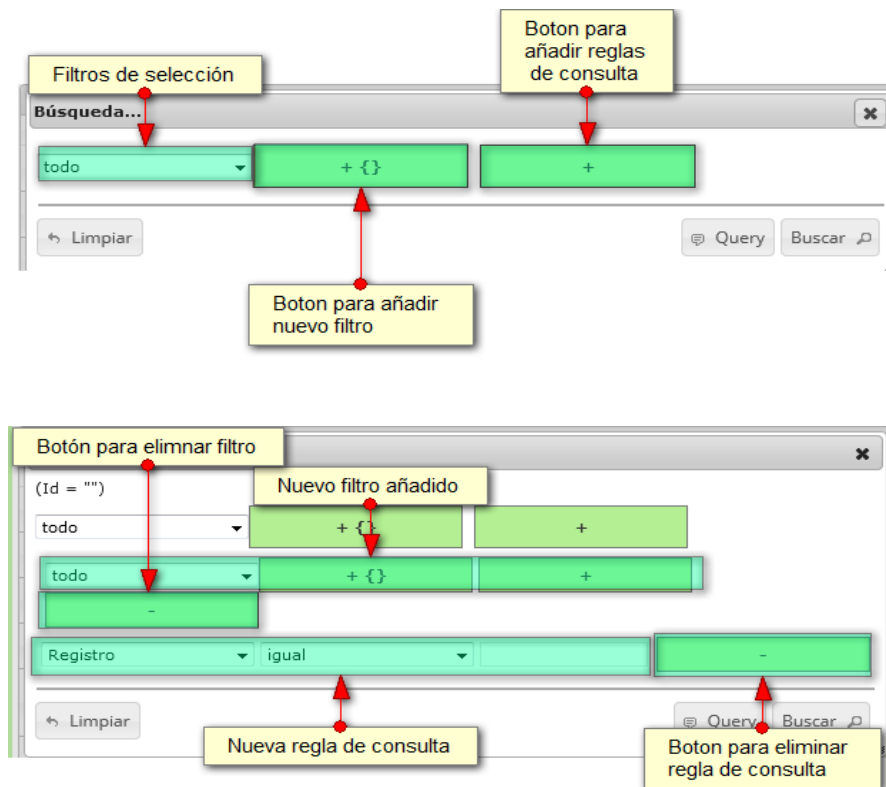 Boton para
añadir reglas
de consulta
Filtros de selección
Búsqueda...
todo
+ {}
+
Limpiar
Query
Buscar
Boton para añadir
nuevo filtro
Botón para elimnar filtro
(Id = "")
Nuevo filtro añadido
todo
+ {}
+
todo
+ {}
+
-
Registro
igual
-
Limpiar
Query
Buscar
Nueva regla de consulta
Boton para eliminar
regla de consulta